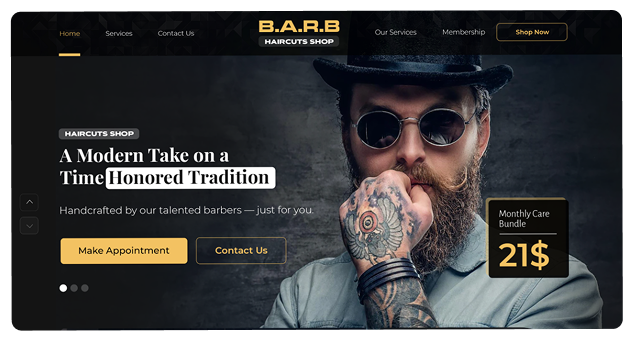 Home
Services
Contact Us
B.A.R.B
HAIRCUTS SHOP
Our Services
Membership
Shop Now
HAIRCUTS SHOP
A Modern Take on a
Time Honored Tradition
Handcrafted by our talented barbers — just for you.
Make Appointment
Contact Us
Monthly Care
Bundle
21$